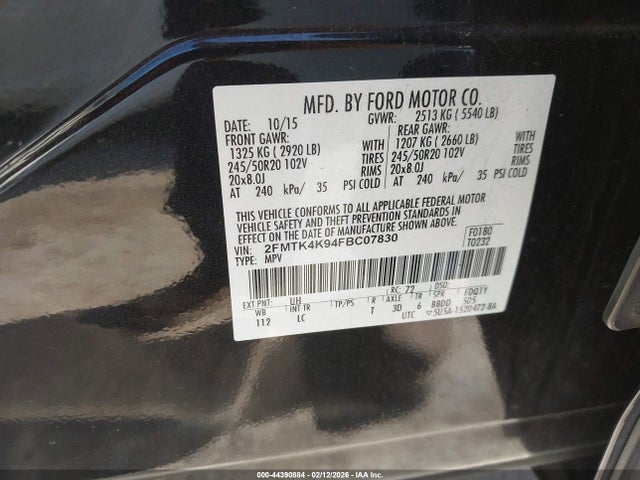 MFD. BY FORD MOTOR CO.
DATE: 10/15 GVWR: 2513 KG ( 5540 LB)
FRONT GAWR: REAR GAWR:
1325 KG ( 2920 LB) WITH 1207 KG ( 2660 LB) WITH
245/50R20 102V TIRES 245/50R20 102V TIRES
20x8.0J RIMS 20x8.0J RIMS
AT 240 kPa/ 35 PSI COLD AT 240 kPa/ 35 PSI COLD
THIS VEHICLE CONFORMS TO ALL APPLICABLE FEDERAL MOTOR
VEHICLE SAFETY AND THEFT PREVENTION STANDARDS IN
EFFECT ON THE DATE OF MANUFACTURE SHOWN ABOVE.
VIN: 2FMTK4K94FBC07830 F0180
TYPE: MPV T0232
RC: 72 DSO:
EXT PNT: UH
WB INT TR TP/PS R AXLE TR SPR FDQ1Y
112 LC T 3D 6 BBDD 505
UTC ▽5U5A-1520472-BA
000-44390884 - 02/12/2026 - IAA Inc.